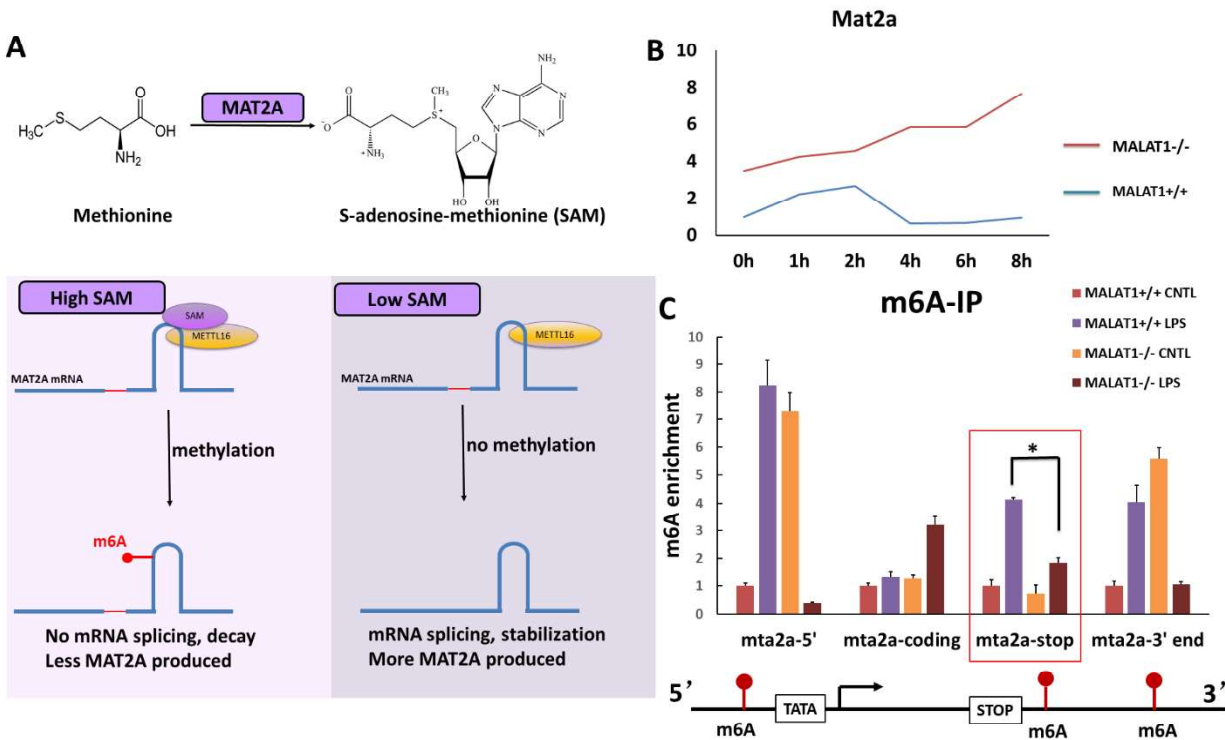 A
MAT2A
CH₃
S
O
OH
NH₂
Methionine
O
⁻O
NH₃
+
CH₃
S⁺
O
HO
OH
N
N
N
N
NH₂
S-adenosine-methionine (SAM)
High SAM
SAM
METTL16
MAT2A mRNA
methylation
m6A
No mRNA splicing, decay
Less MAT2A produced
Low SAM
METTL16
MAT2A mRNA
no methylation
mRNA splicing, stabilization
More MAT2A produced
B
Mat2a
10
8
6
4
2
0
0h 1h 2h 4h 6h 8h
MALAT1-/-
MALAT1+/+
C
m6A-IP
MALAT1+/+ CNTL
MALAT1+/+ LPS
MALAT1-/- CNTL
MALAT1-/- LPS
m6A enrichment
10
9
8
7
6
5
4
3
2
1
0
*
mta2a-5' mta2a-coding mta2a-stop mta2a-3' end
5’ TATA STOP 3’
m6A m6A m6A